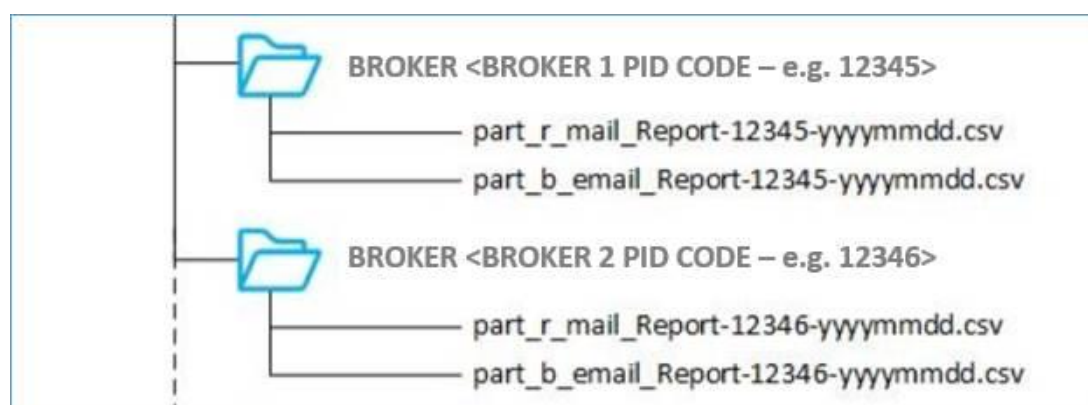 BROKER <BROKER 1 PID CODE – e.g. 12345>
part_r_mail_Report-12345-yyyymmdd.csv
part_b_email_Report-12345-yyyymmdd.csv
BROKER <BROKER 2 PID CODE – e.g. 12346>
part_r_mail_Report-12346-yyyymmdd.csv
part_b_email_Report-12346-yyyymmdd.csv